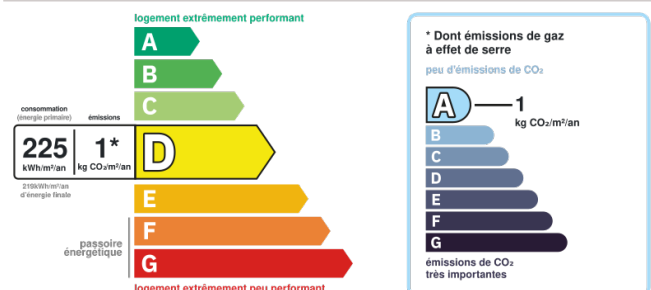 logement extrêmement performant
A
B
C
consommation
(énergie primaire)
émissions
225
kWh/m²/an
1*
kg CO₂/m²/an
D
219kWh/m²/an
d'énergie finale
E
F
G
passoire
énergétique
logement extrêmement peu performant
* Dont émissions de gaz
à effet de serre
peu d'émissions de CO₂
A
1
kg CO₂/m²/an
B
C
D
E
F
G
émissions de CO₂
très importantes